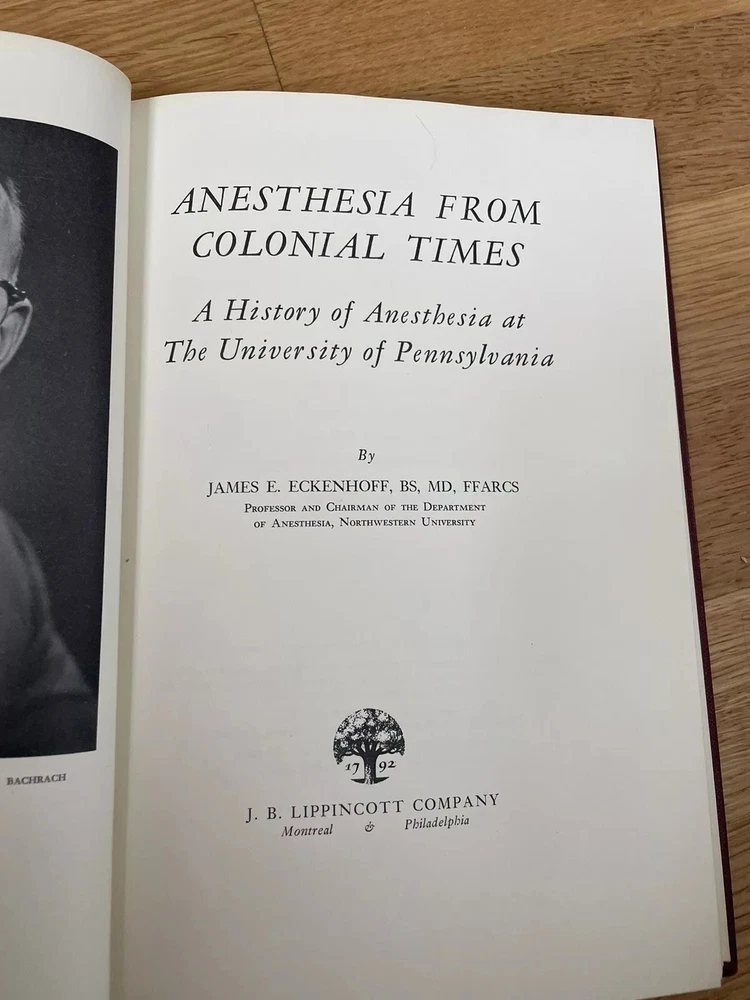 ANESTHESIA FROM
COLONIAL TIMES
A History of Anesthesia at
The University of Pennsylvania
By
JAMES E. ECKENHOFF, BS, MD, FFARCS
PROFESSOR AND CHAIRMAN OF THE DEPARTMENT
OF ANESTHESIA, NORTHWESTERN UNIVERSITY
17 92
J. B. LIPPINCOTT COMPANY
Montreal & Philadelphia
BACHRACH